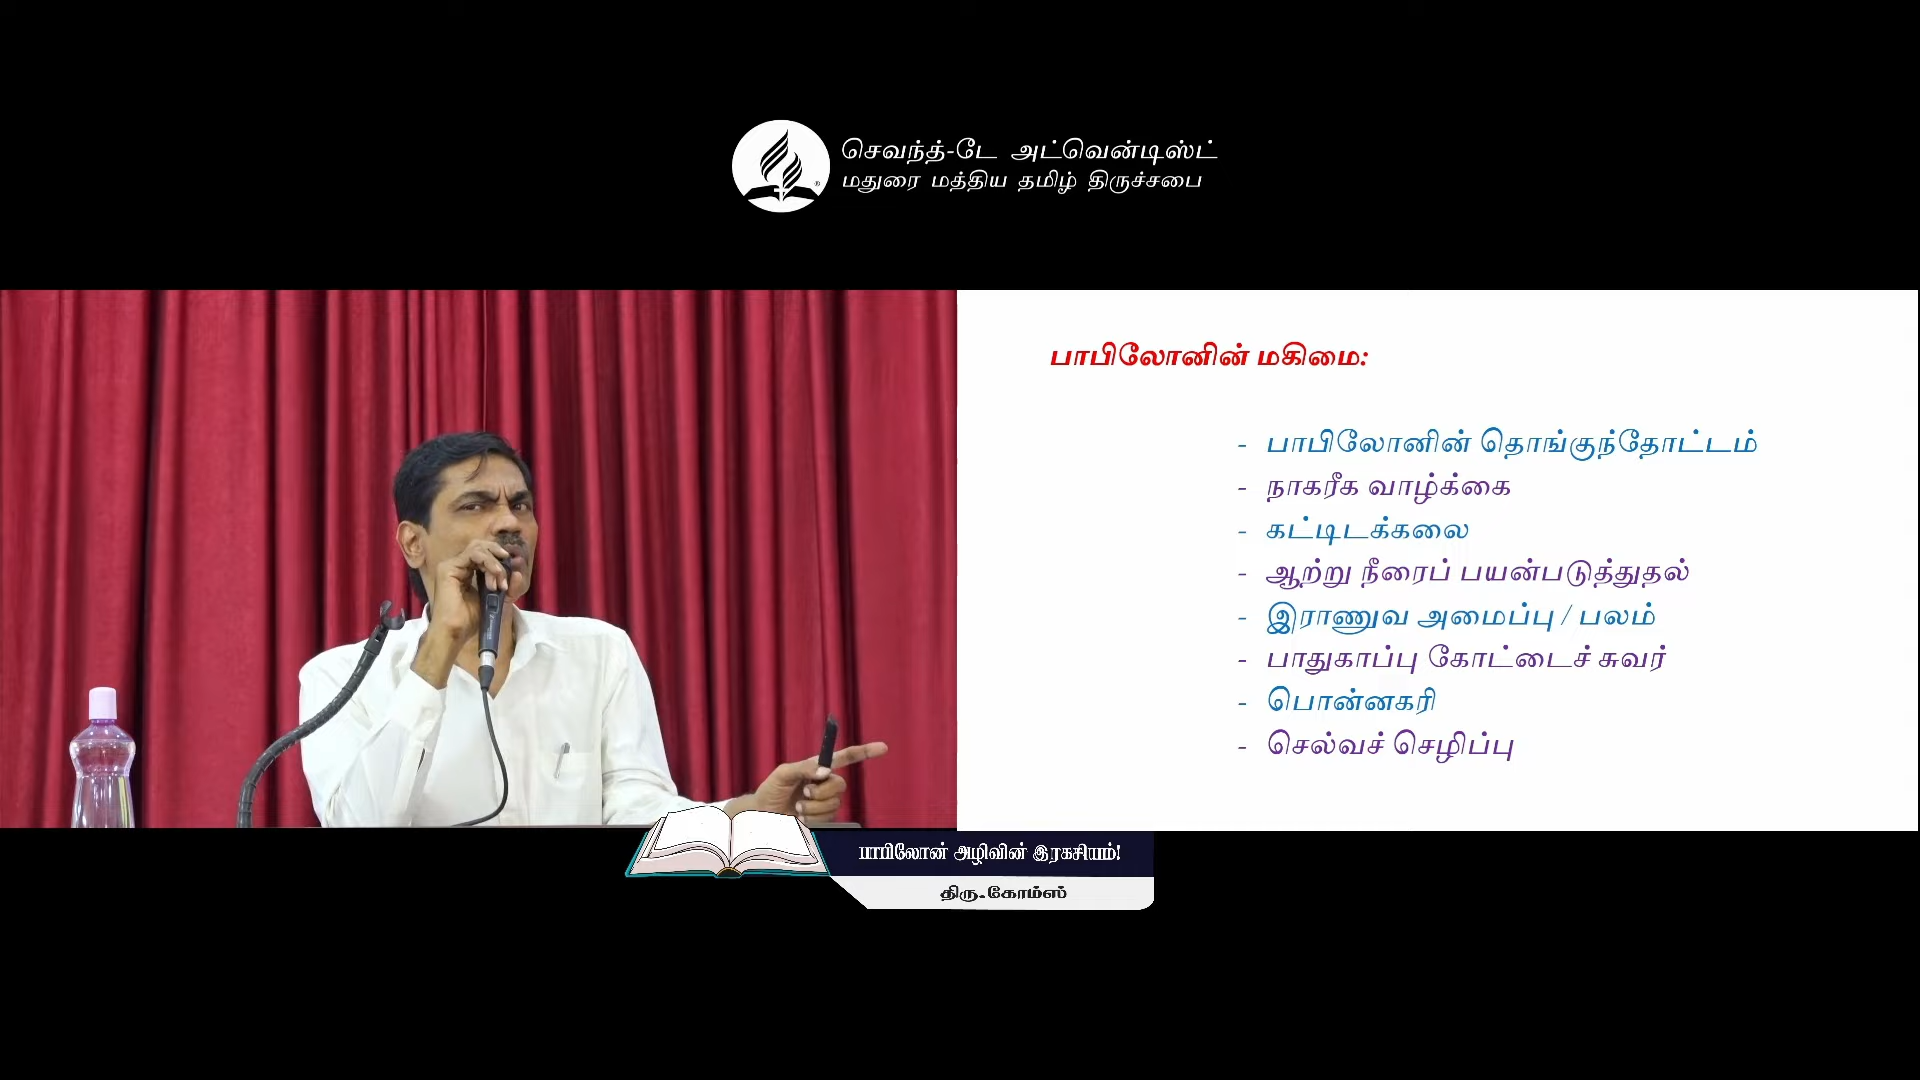 செவந்த்-டே அட்வென்டிஸ்ட்
மதுரை மத்திய தமிழ் திருச்சபை
பாபிலோனின் மகிமை:
- பாபிலோனின் தொங்குந்தோட்டம்
- நாகரீக வாழ்க்கை
- கட்டிடக்கலை
- ஆற்று நீரைப் பயன்படுத்துதல்
- இராணுவ அமைப்பு / பலம்
- பாதுகாப்பு கோட்டைச் சுவர்
- பொன்னகரி
- செல்வச் செழிப்பு
பாபிலோன் அழிவின் இரகசியம்!
திரு.கோம்ஸ்